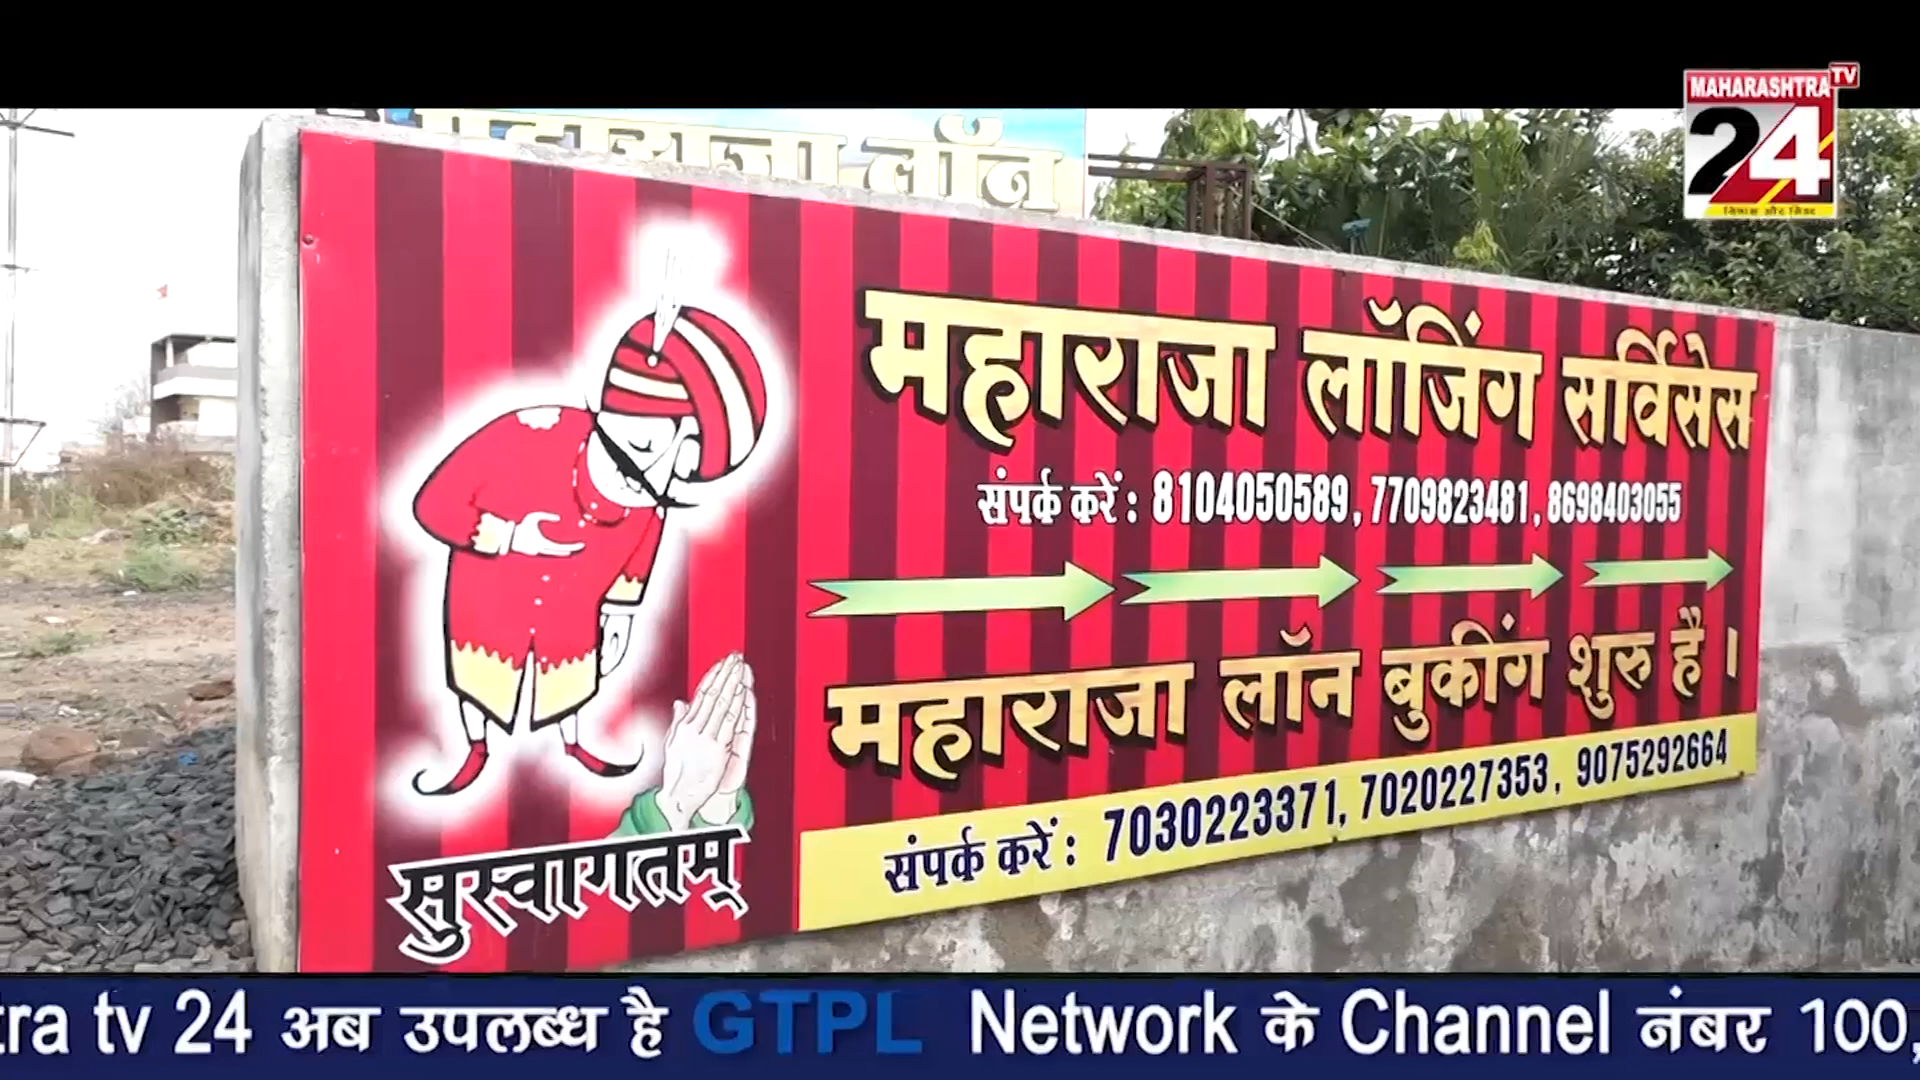 MAHARASHTRA TV
24
महाराजा लॉन
महाराजा लॉजिंग सर्विसेस
संपर्क करें : 8104050589, 7709823481, 8698403055
महाराजा लॉन बुकींग शुरु है ।
संपर्क करें : 7030223371, 7020227353, 9075292664
सुस्वागतम्
tra tv 24 अब उपलब्ध है GTPL Network के Channel नंबर 100,